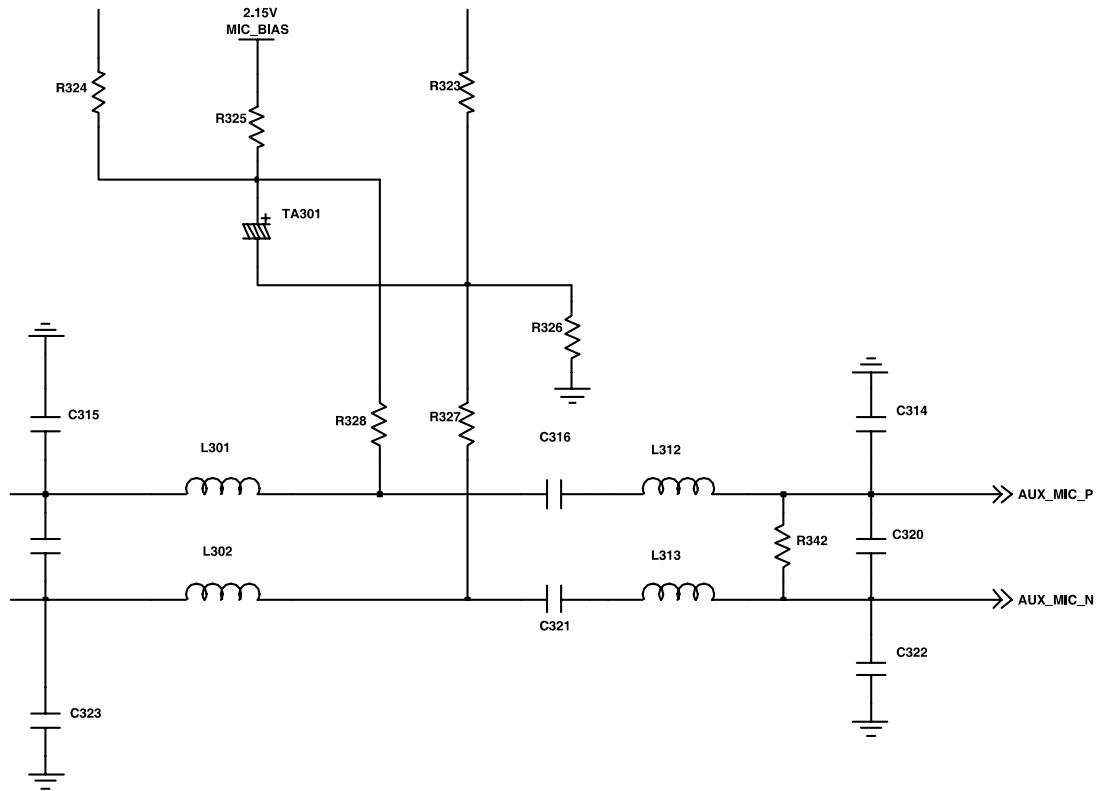 2.15V
MIC_BIAS
R324
R323
R325
TA301
R326
C315
C314
R328
R327
C316
L301
L312
AUX_MIC_P
R342
C320
L302
L313
AUX_MIC_N
C321
C322
C323